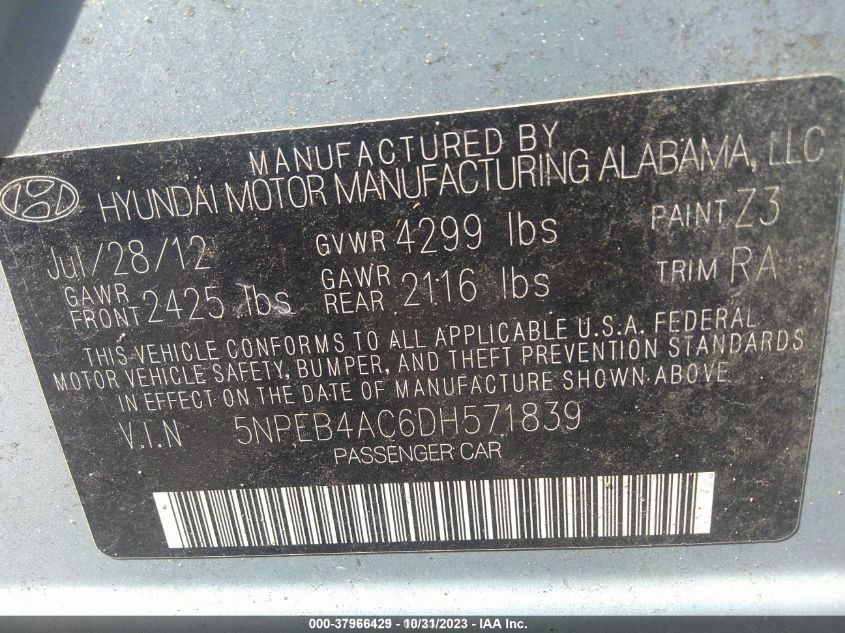 MANUFACTURED BY
HYUNDAI MOTOR MANUFACTURING ALABAMA, LLC
Jul/28/12 GVWR 4299 lbs PAINT Z3
GAWR FRONT 2425 lbs GAWR REAR 2116 lbs TRIM RA
THIS VEHICLE CONFORMS TO ALL APPLICABLE U.S.A. FEDERAL
MOTOR VEHICLE SAFETY, BUMPER, AND THEFT PREVENTION STANDARDS
IN EFFECT ON THE DATE OF MANUFACTURE SHOWN ABOVE.
V.I.N 5NPEB4AC6DH571839
PASSENGER CAR
000-37966429 - 10/31/2023 - IAA Inc.